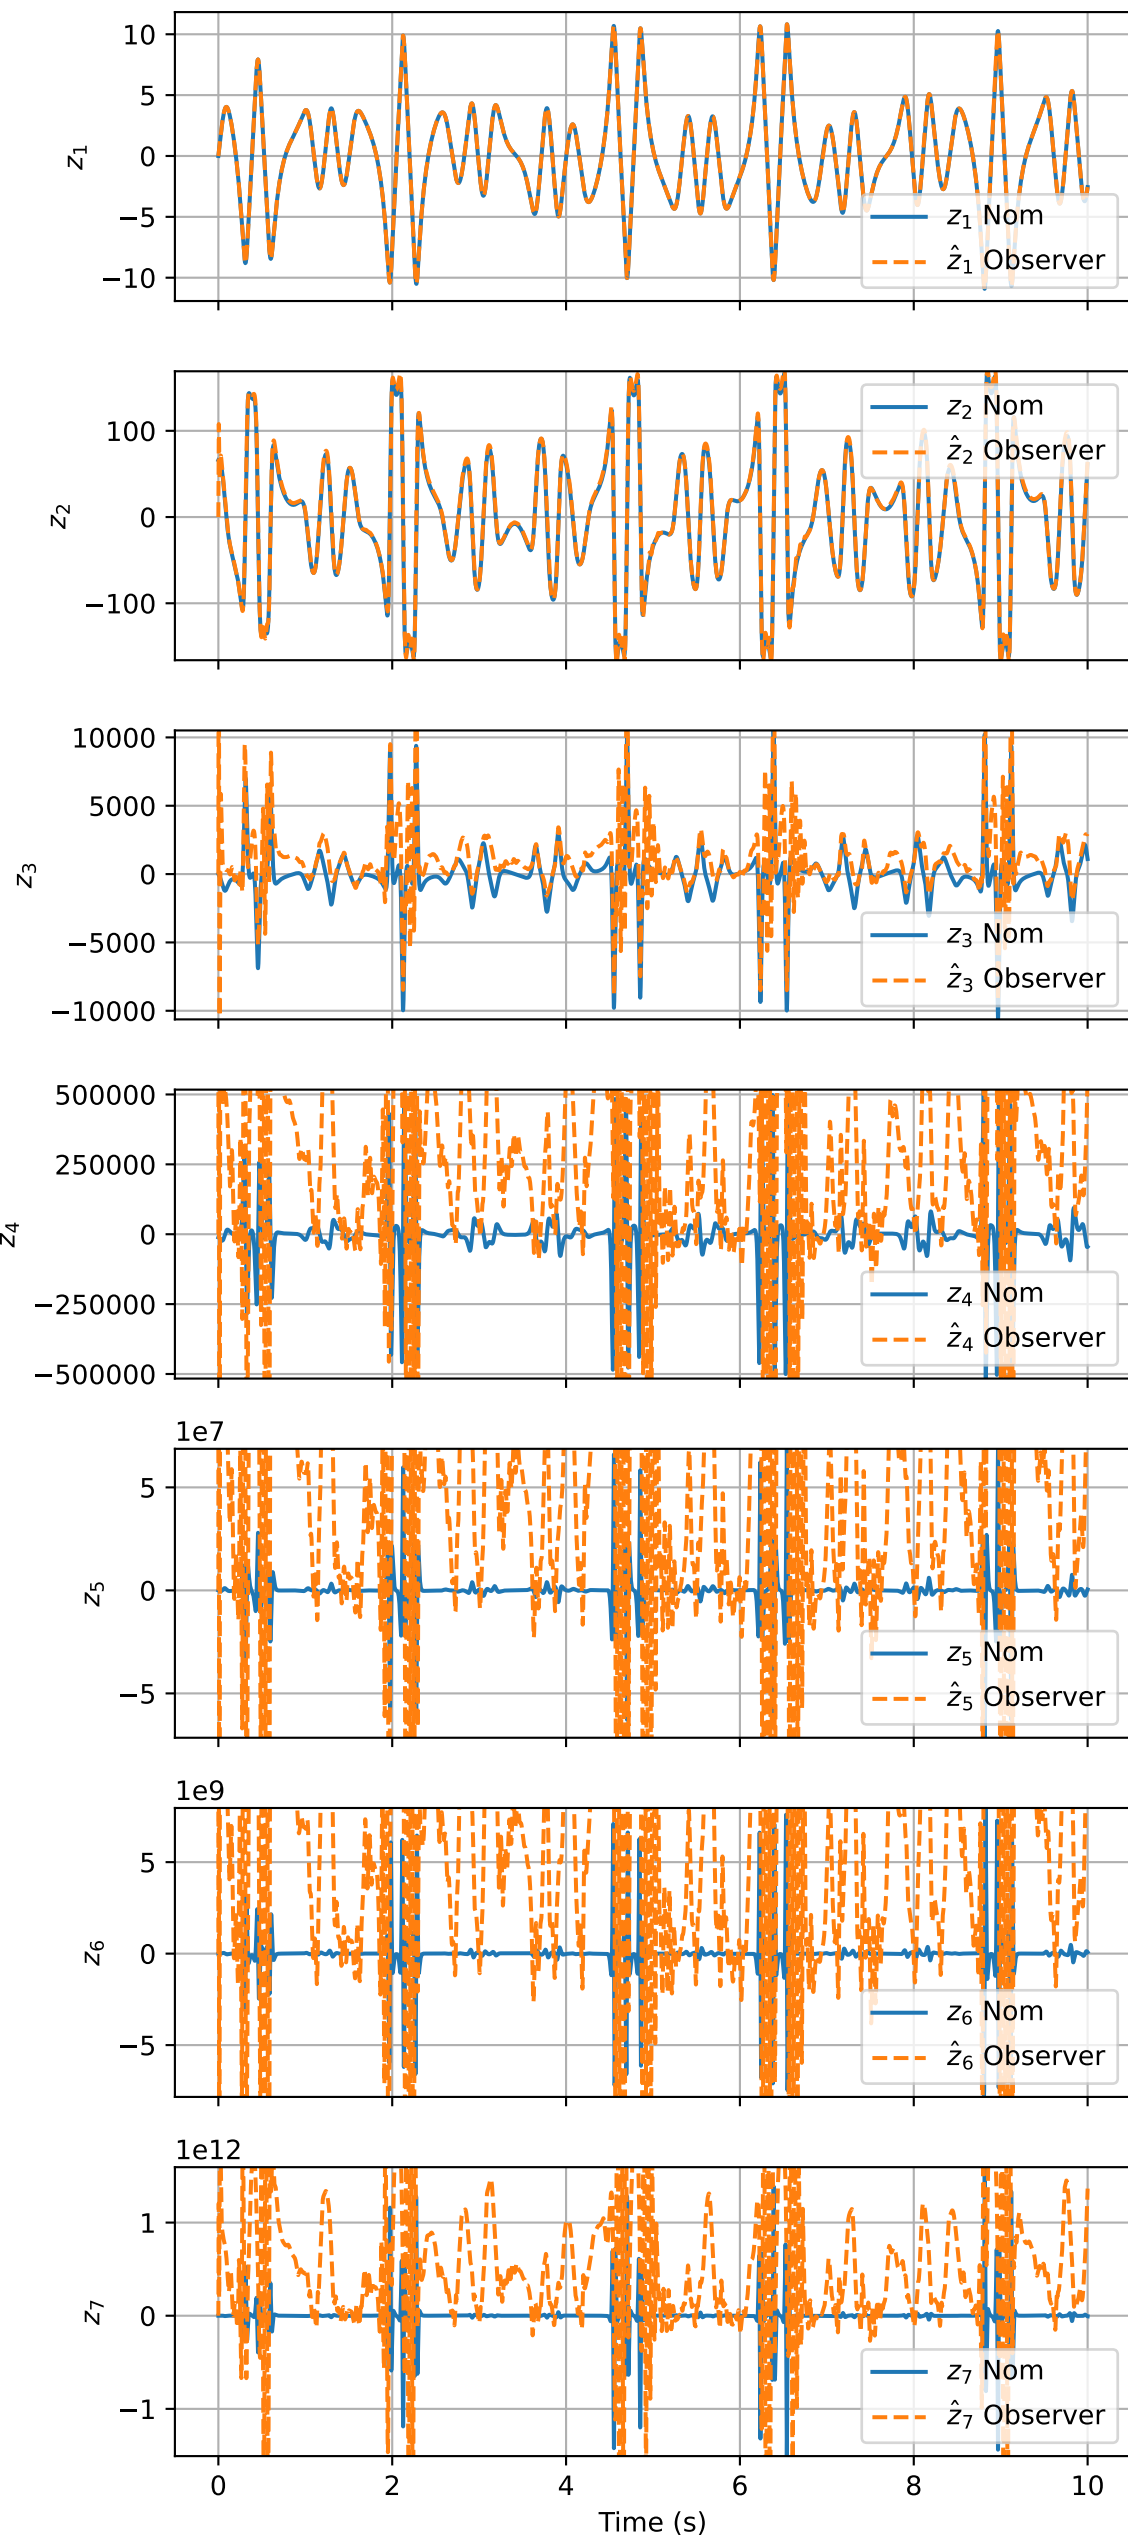 10
5
0
−5
−10
z₁
z₁ Nom
ẑ₁ Observer
100
0
−100
z₂
z₂ Nom
ẑ₂ Observer
10000
5000
0
−5000
−10000
z₃
z₃ Nom
ẑ₃ Observer
500000
250000
0
−250000
−500000
z₄
z₄ Nom
ẑ₄ Observer
1e7
5
0
−5
z₅
z₅ Nom
ẑ₅ Observer
1e9
5
0
−5
z₆
z₆ Nom
ẑ₆ Observer
1e12
1
0
−1
z₇
z₇ Nom
ẑ₇ Observer
0 2 4 6 8 10
Time (s)